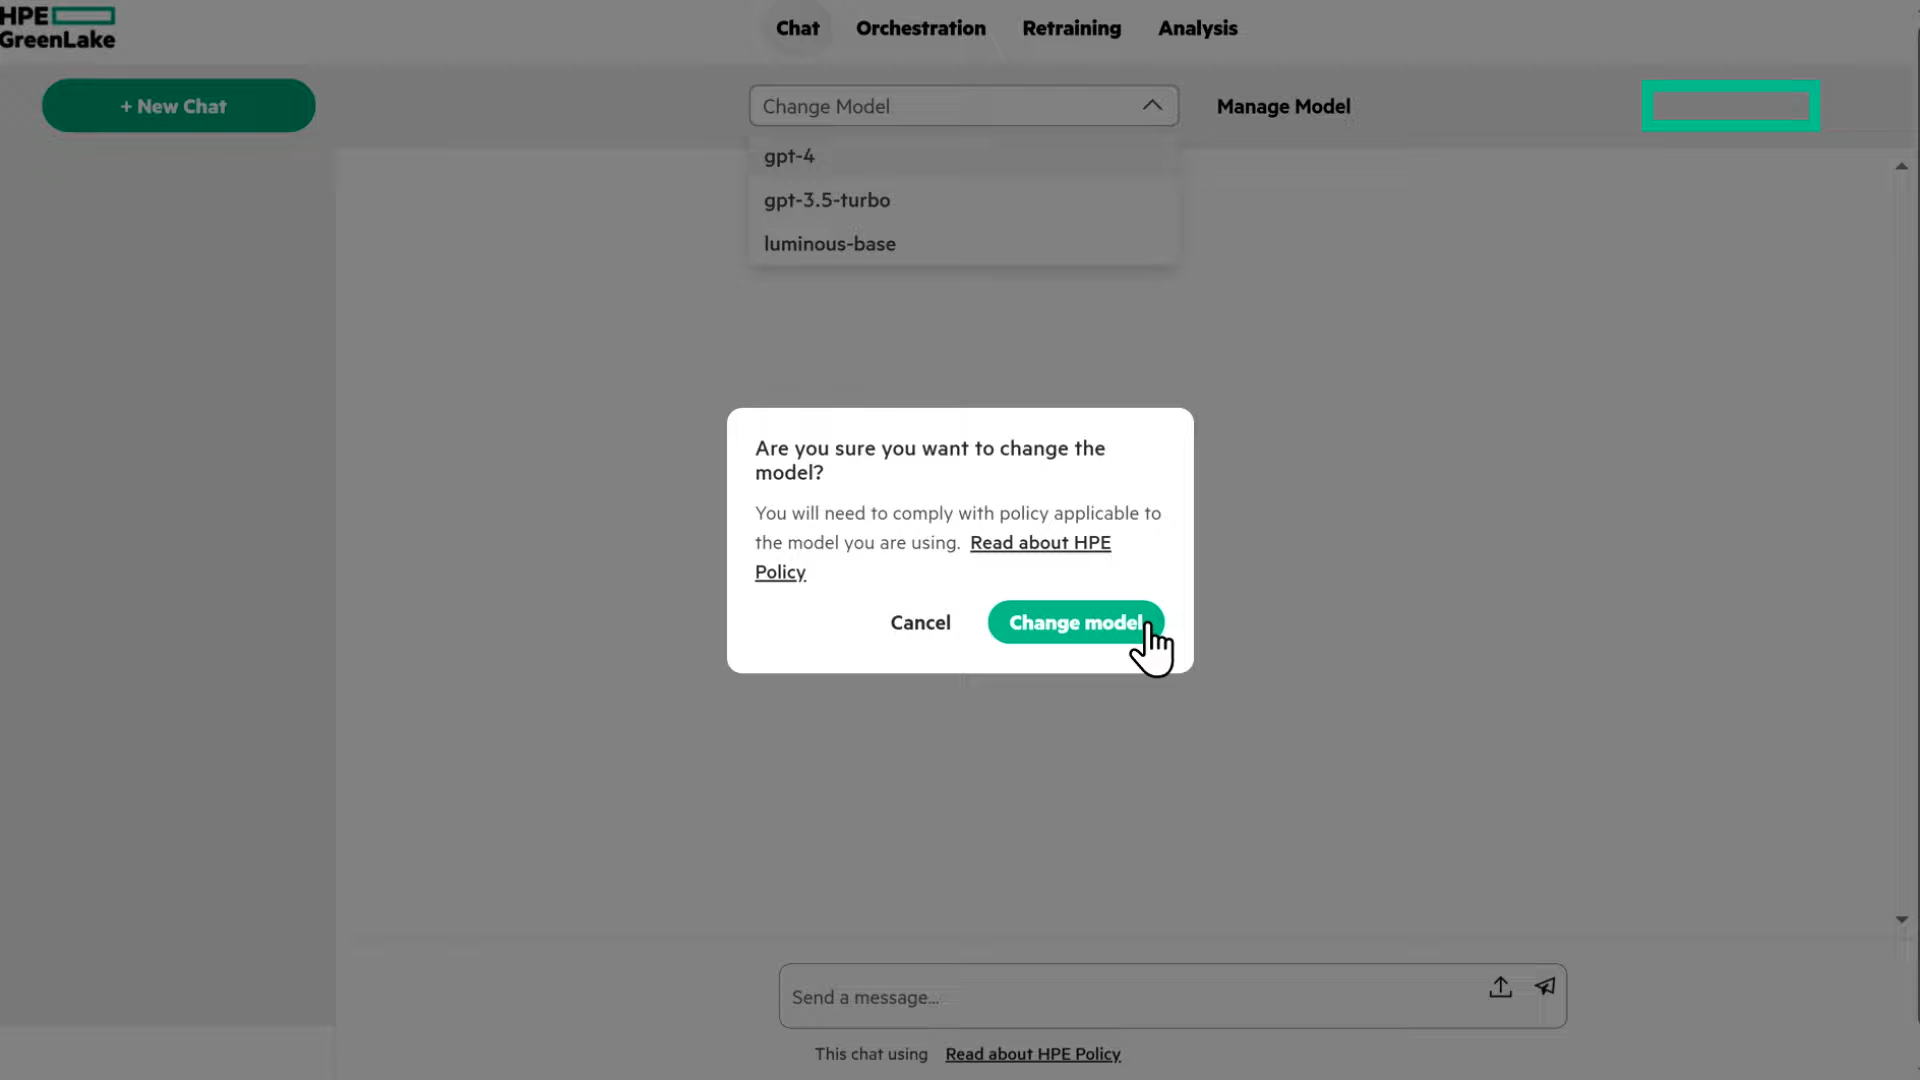 HPE
GreenLake
Chat
Orchestration
Retraining
Analysis
+ New Chat
Change Model
Manage Model
gpt-4
gpt-3.5-turbo
luminous-base
Are you sure you want to change the
model?
You will need to comply with policy applicable to
the model you are using. Read about HPE
Policy
Cancel
Change model
Send a message...
This chat using Read about HPE Policy